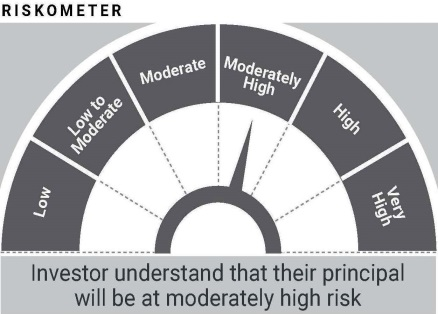 RISKOMETER
Low
Low to
Moderate
Moderate
Moderately
High
High
Very
High
Investor understand that their principal
will be at moderately high risk